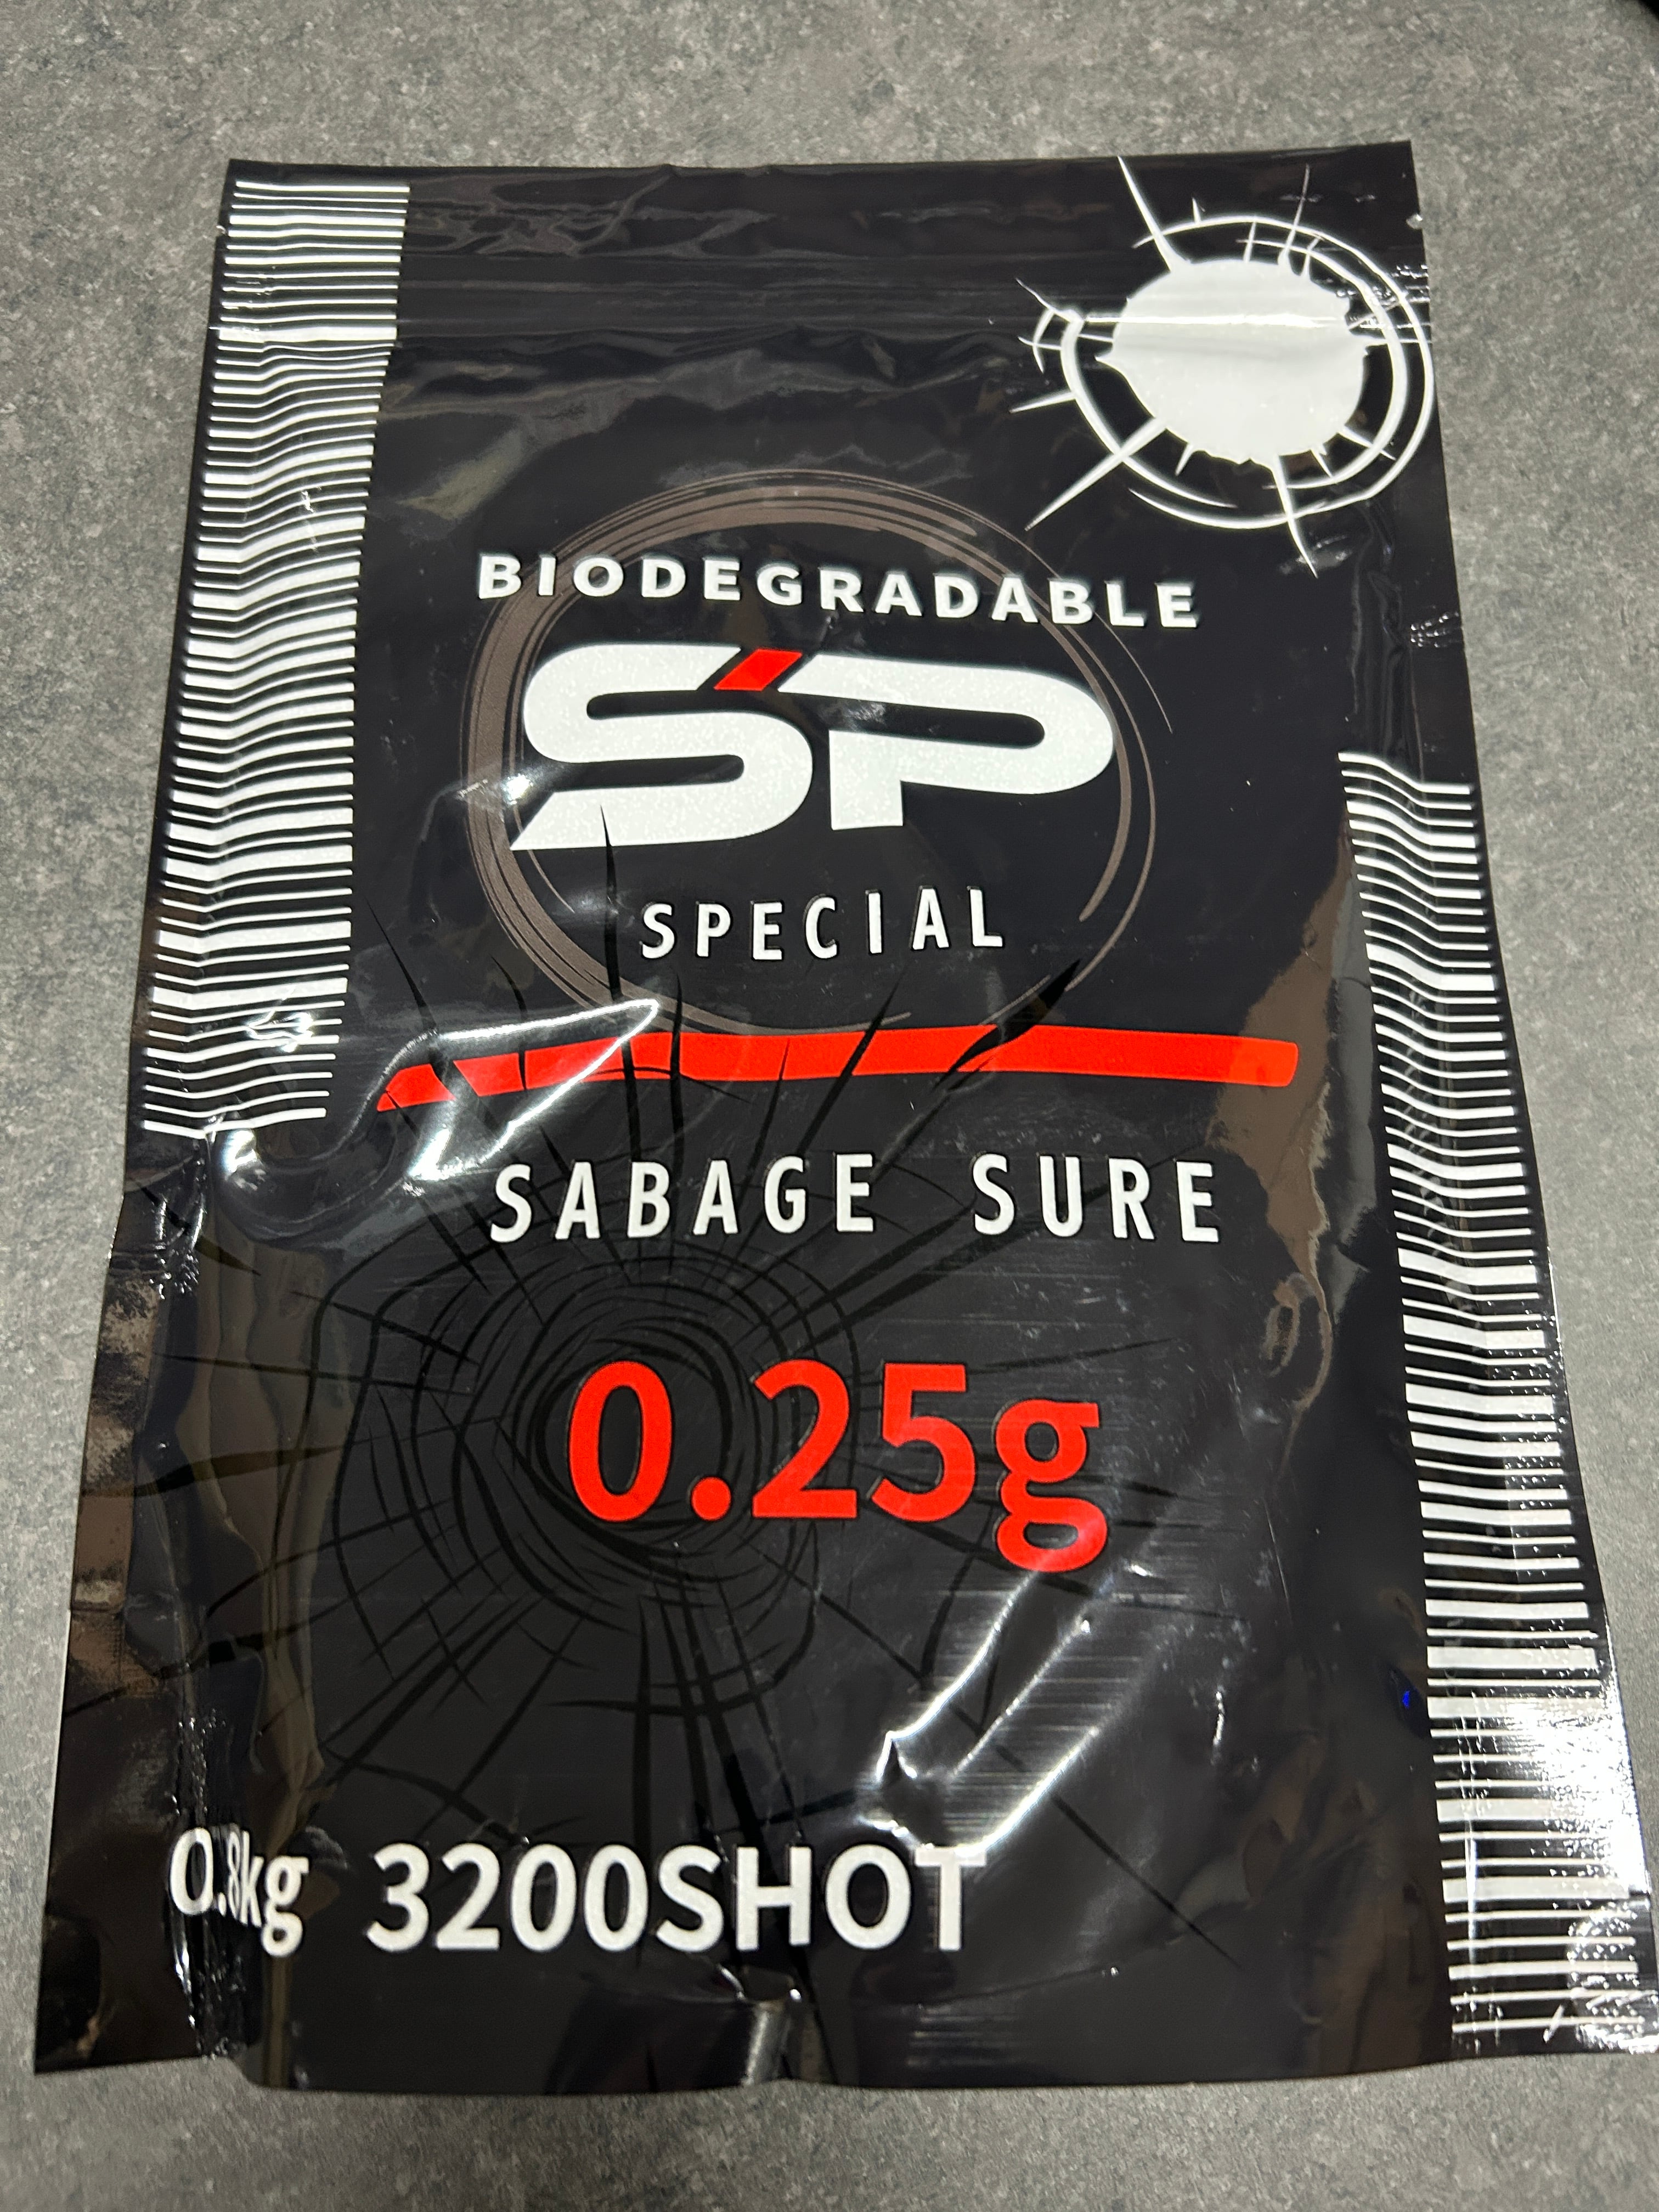 BIODEGRADABLE
SP
SPECIAL
SABAGE SURE
0.25g
0.8kg 3200SHOT